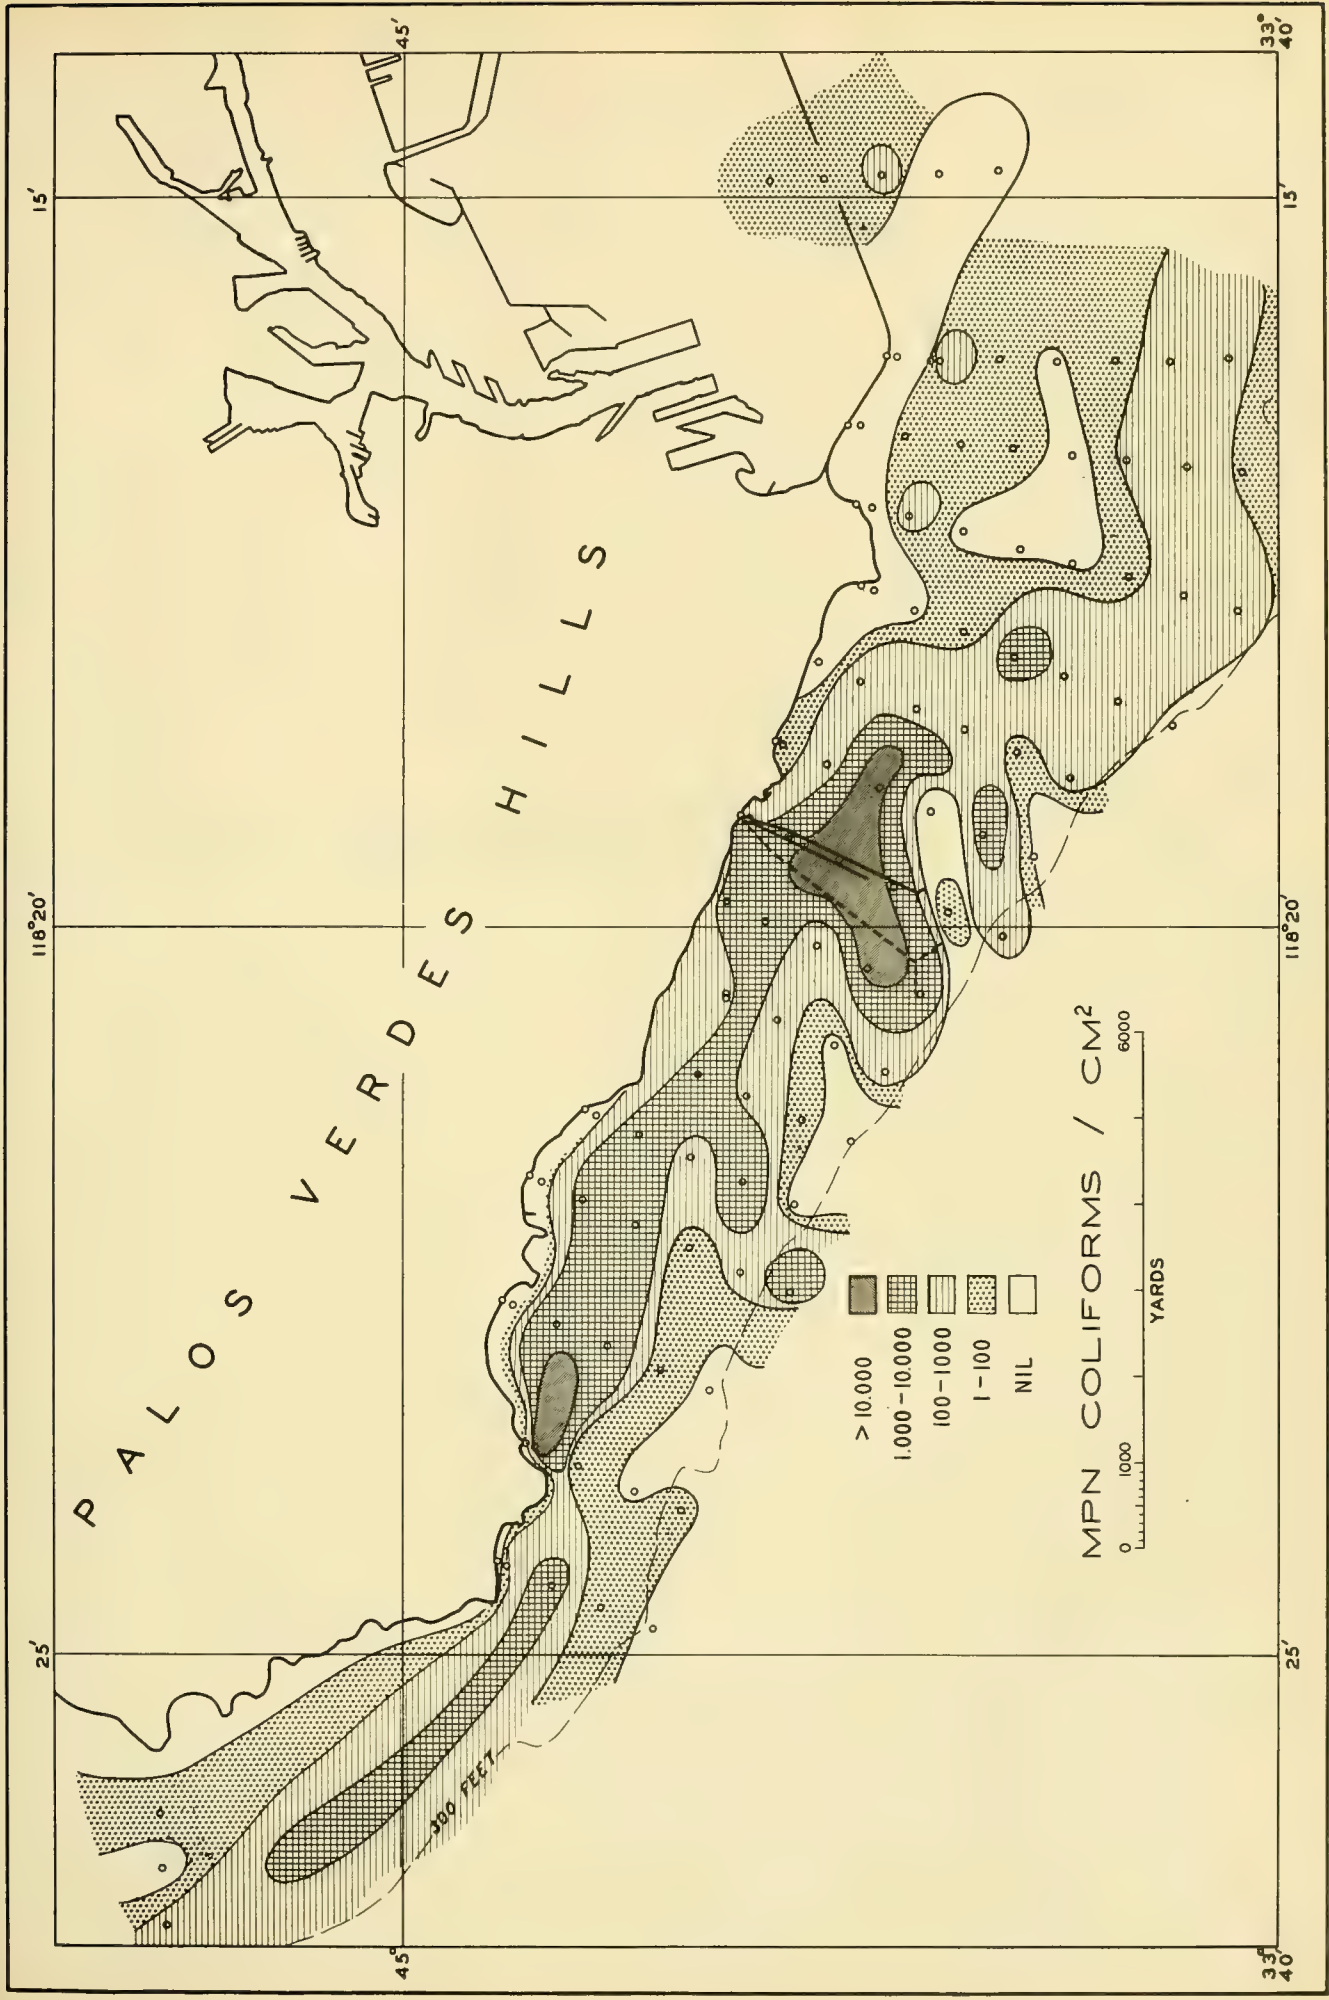 118°20'
25'
15'
45'
45'
33°
40'
33°
40'
15'
118°20'
25'
PALOS VERDES HILLS
300 FEET
> 10.000
1.000 - 10.000
100 - 1000
1 - 100
NIL
MPN COLIFORMS / CM²
0 1000 6000
YARDS